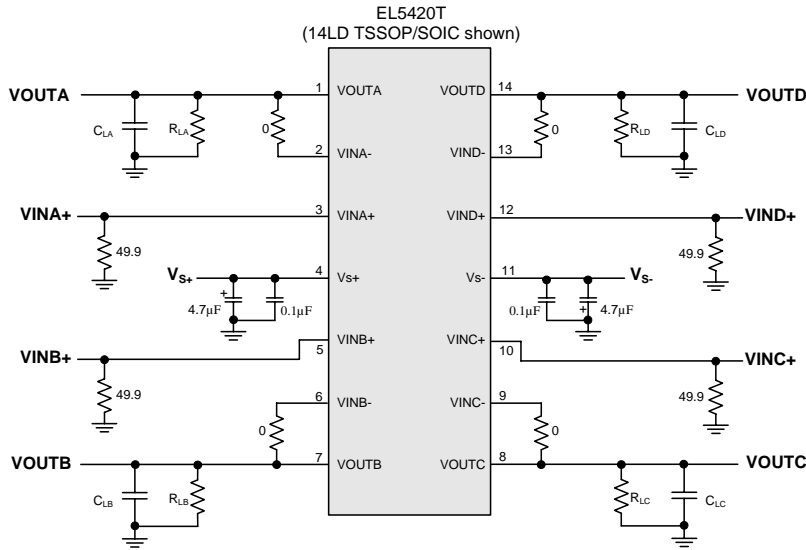 EL5420T
(14LD TSSOP/SOIC shown)
VOUTA
1
VOUTA
VOUTD
14
VOUTD
CLA
RLA
0
0
RLD
CLD
2
VINA-
VIND-
13
VINA+
3
VINA+
VIND+
12
VIND+
49.9
49.9
VS+
4
Vs+
Vs-
11
VS-
+
4.7µF
0.1µF
0.1µF
+
4.7µF
VINB+
5
VINB+
VINC+
10
VINC+
49.9
49.9
6
VINB-
VINC-
9
0
0
VOUTB
7
VOUTB
VOUTC
8
VOUTC
CLB
RLB
RLC
CLC